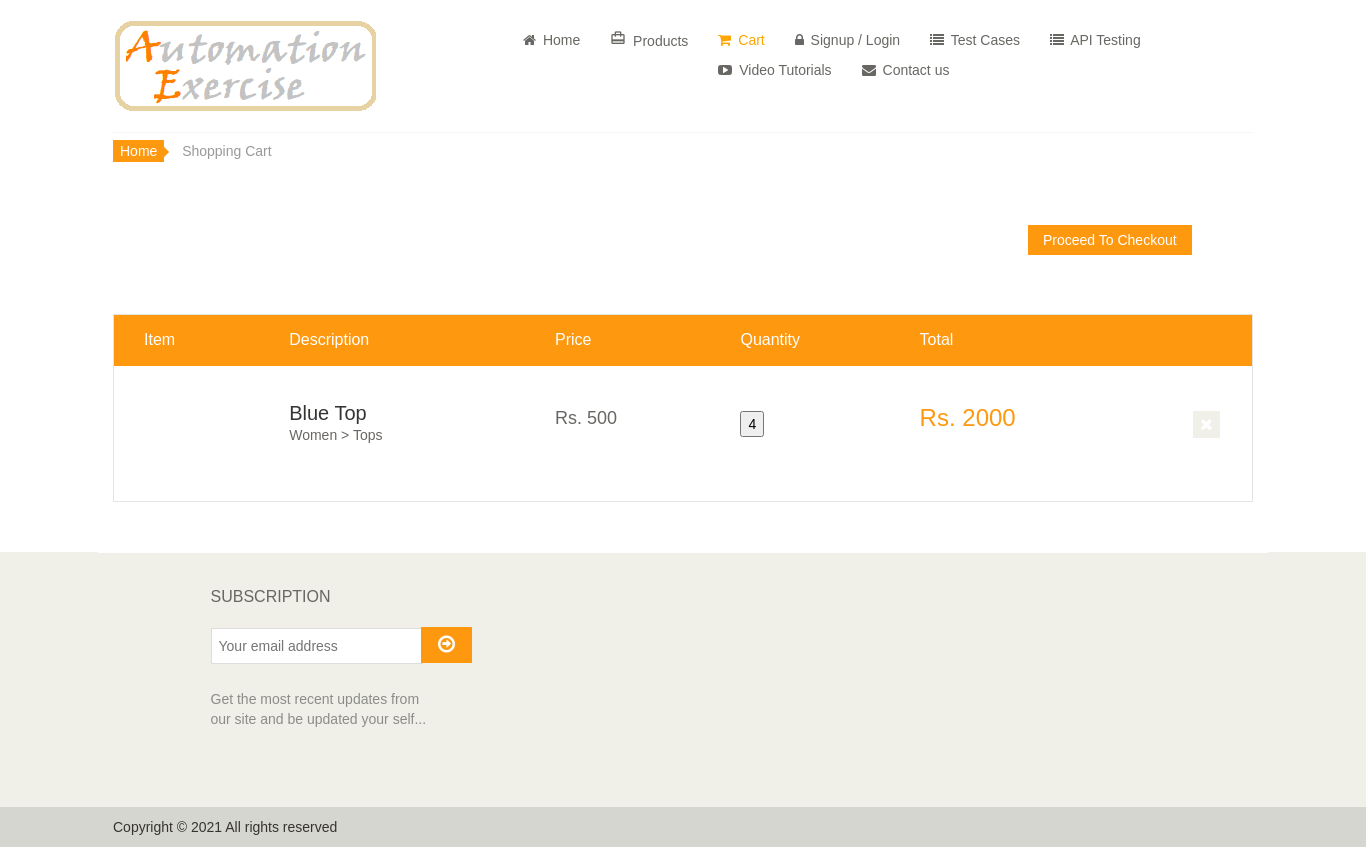 Automation
Exercise
Home
Products
Cart
Signup / Login
Test Cases
API Testing
Video Tutorials
Contact us
Home
Shopping Cart
Proceed To Checkout
Item Description Price Quantity Total
Blue Top
Women > Tops
Rs. 500
4
Rs. 2000
SUBSCRIPTION
Your email address
Get the most recent updates from
our site and be updated your self...
Copyright © 2021 All rights reserved